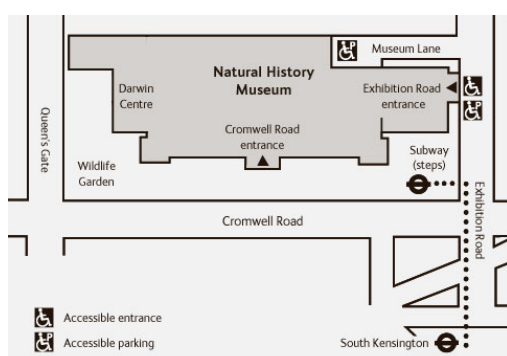 Museum Lane
Natural History
Museum
Darwin
Centre
Exhibition Road
entrance
Cromwell Road
entrance
Queen's Gate
Wildlife
Garden
Subway
(steps)
Exhibition Road
Cromwell Road
Accessible entrance
Accessible parking
South Kensington
P
P
P